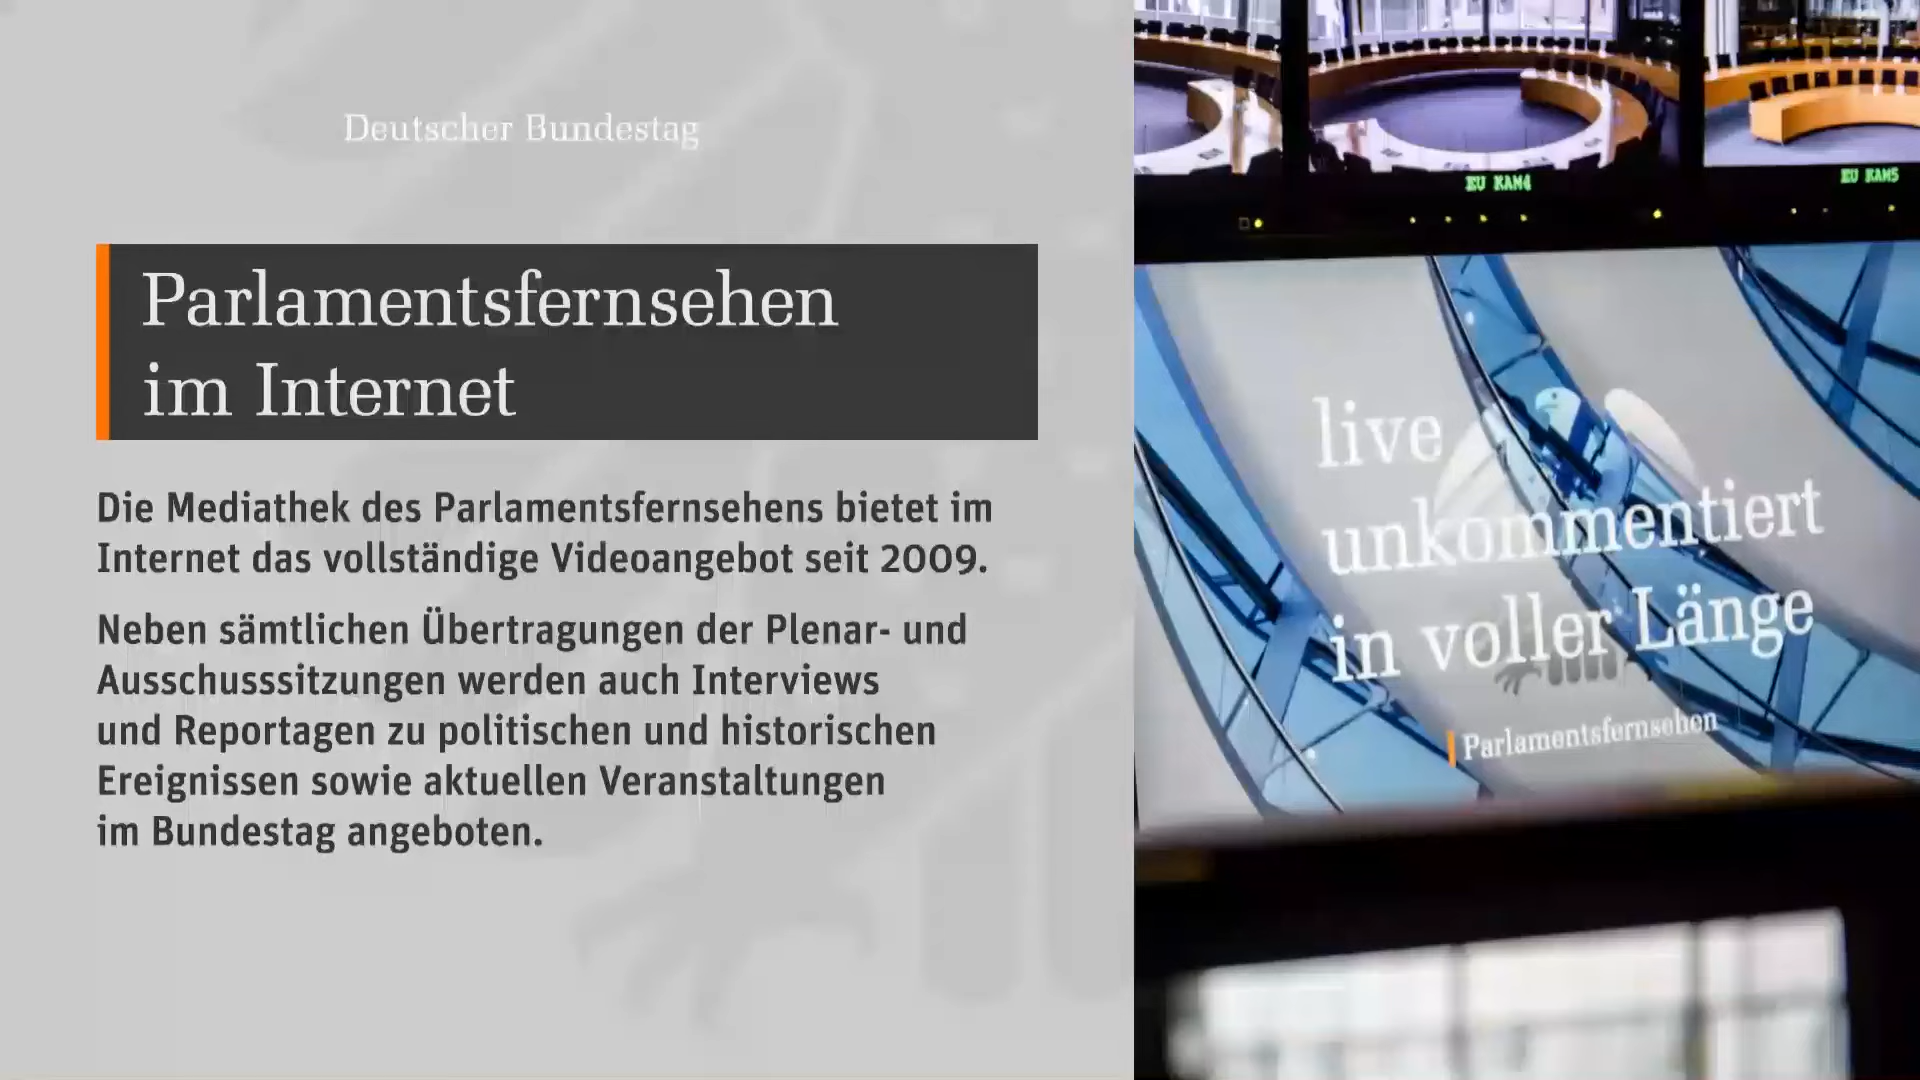 Deutscher Bundestag
Parlamentsfernsehen
im Internet
Die Mediathek des Parlamentsfernsehens bietet im
Internet das vollständige Videoangebot seit 2009.
Neben sämtlichen Übertragungen der Plenar- und
Ausschusssitzungen werden auch Interviews
und Reportagen zu politischen und historischen
Ereignissen sowie aktuellen Veranstaltungen
im Bundestag angeboten.
EU KAM4
EU KAM5
live
unkommentiert
in voller Länge
Parlamentsfernsehen